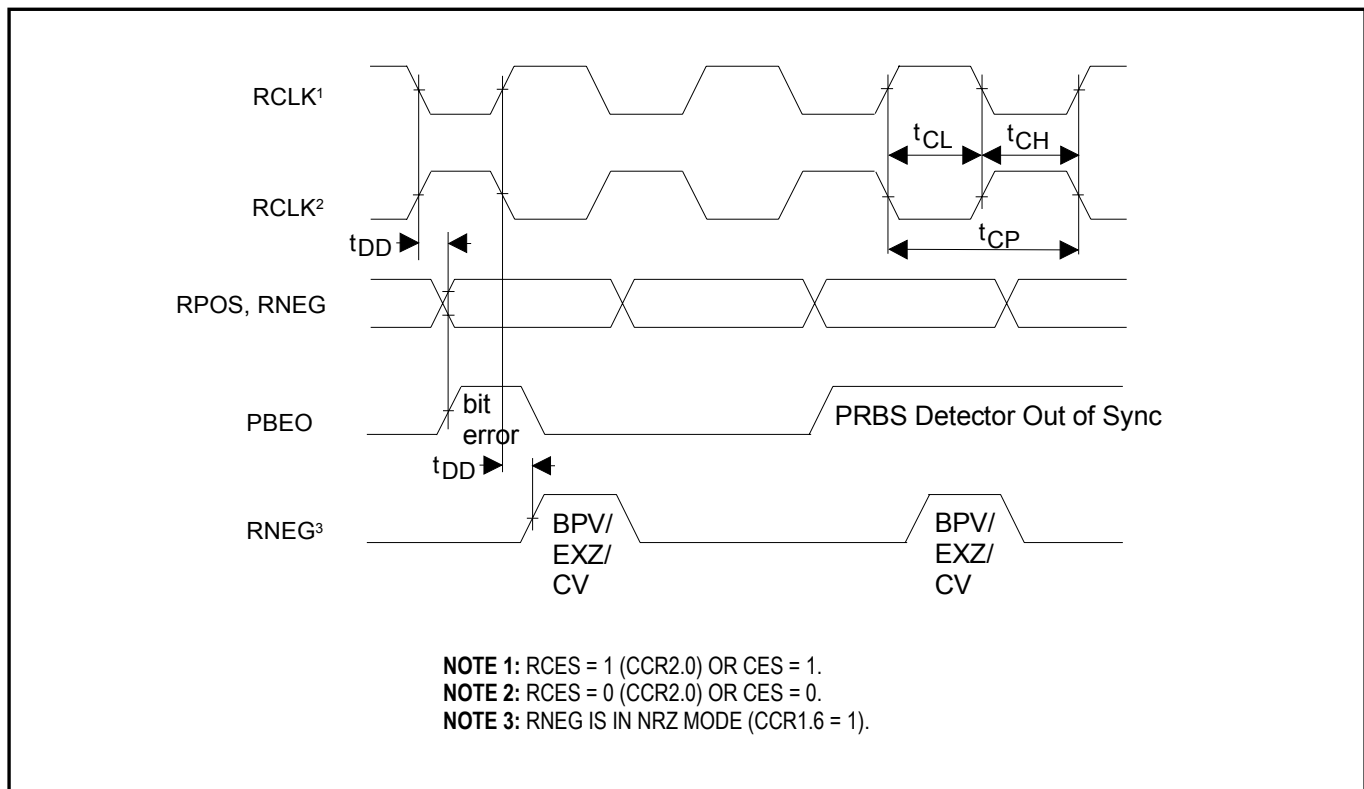 RCLK¹
tCL tCH
RCLK²
tDD
tCP
RPOS, RNEG
PBEO
bit
error
PRBS Detector Out of Sync
tDD
RNEG³
BPV/
EXZ/
CV
BPV/
EXZ/
CV
NOTE 1: RCES = 1 (CCR2.0) OR CES = 1.
NOTE 2: RCES = 0 (CCR2.0) OR CES = 0.
NOTE 3: RNEG IS IN NRZ MODE (CCR1.6 = 1).